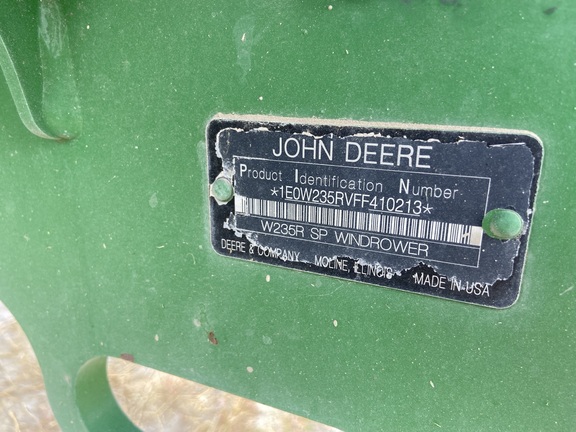 JOHN DEERE
Product Identification Number
*1E0W235RVFF410213*
W235R SP WINDROWER
DEERE & COMPANY MOLINE, ILLINOIS MADE IN USA